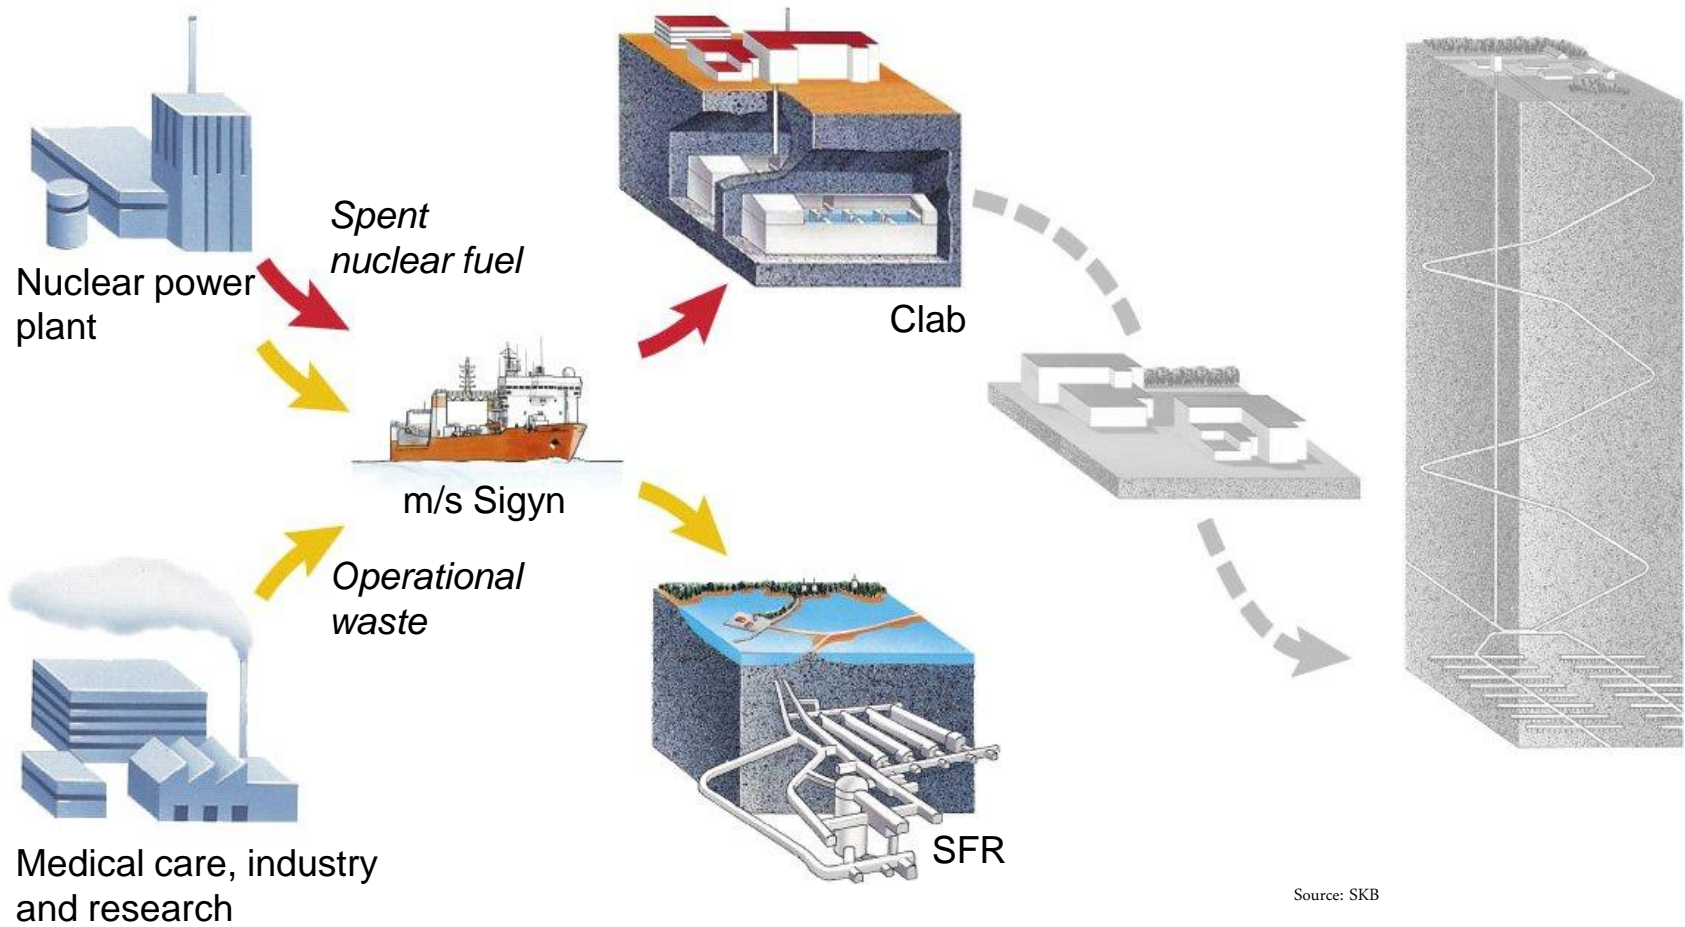 Nuclear power
plant
Spent
nuclear fuel
Clab
m/s Sigyn
Operational
waste
Medical care, industry
and research
SFR
Source: SKB